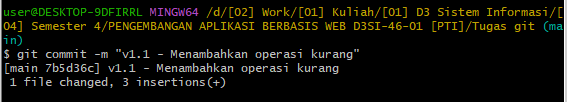 user@DESKTOP-9DFIRRL MINGW64 /d/[02] Work/[01] Kuliah/[01] D3 Sistem Informasi/[
04] Semester 4/PENGEMBANGAN APLIKASI BERBASIS WEB D3SI-46-01 [PTI]/Tugas git (ma
in)
$ git commit -m "v1.1 - Menambahkan operasi kurang"
[main 7b5d36c] v1.1 - Menambahkan operasi kurang
 1 file changed, 3 insertions(+)